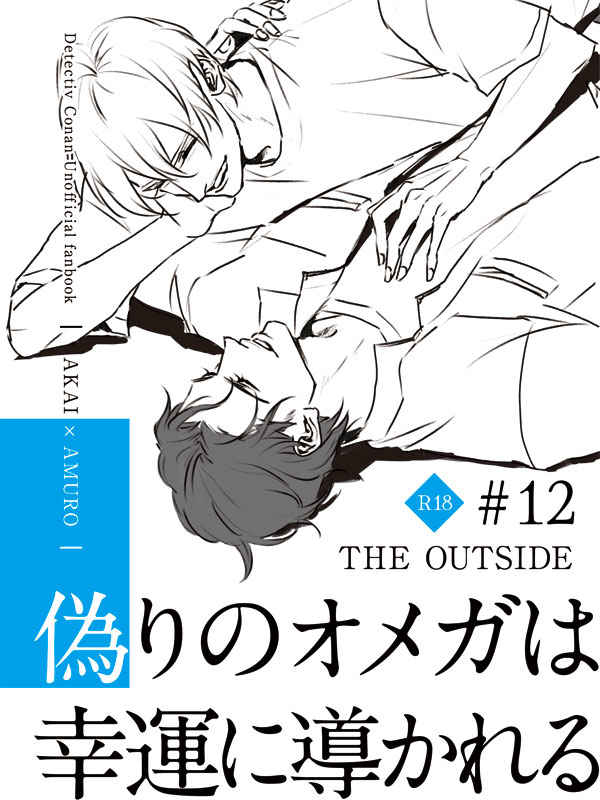 Detectiv Conan=Unofficial fanbook | AKAI × AMURO |
R18 #12
THE OUTSIDE
偽りのオメガは
幸運に導かれる